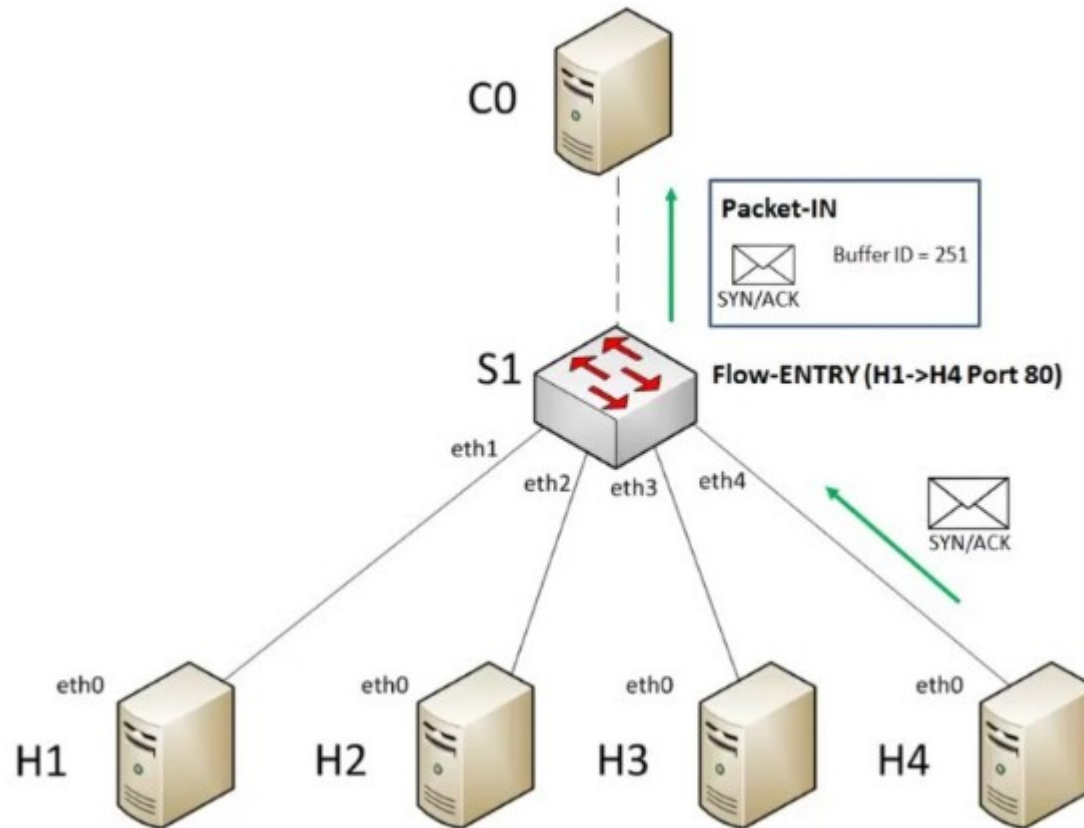 C0
Packet-IN
Buffer ID = 251
SYN/ACK
S1
Flow-ENTRY (H1->H4 Port 80)
eth1
eth2
eth3
eth4
SYN/ACK
eth0
eth0
eth0
eth0
H1
H2
H3
H4